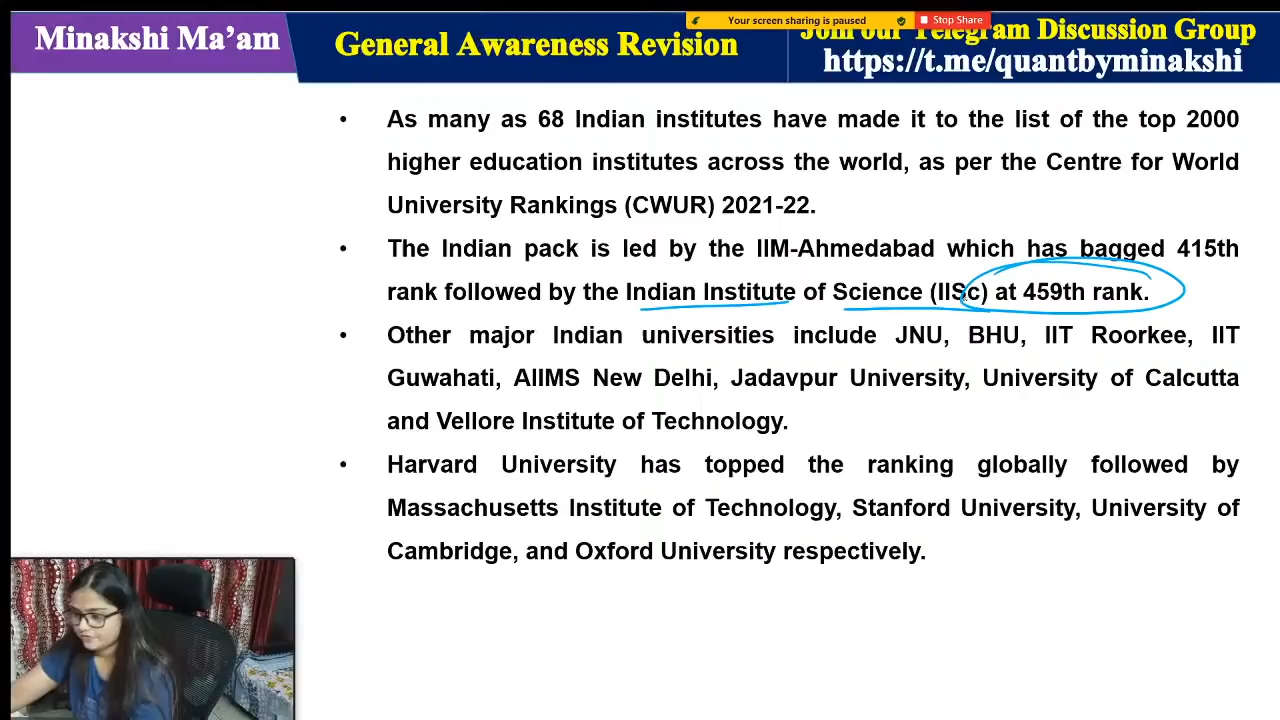 Minakshi Ma’am
General Awareness Revision
Your screen sharing is paused
Stop Share
Join our Telegram Discussion Group
https://t.me/quantbyminakshi
• As many as 68 Indian institutes have made it to the list of the top 2000
higher education institutes across the world, as per the Centre for World
University Rankings (CWUR) 2021-22.
• The Indian pack is led by the IIM-Ahmedabad which has bagged 415th
rank followed by the Indian Institute of Science (IISc) at 459th rank.
• Other major Indian universities include JNU, BHU, IIT Roorkee, IIT
Guwahati, AIIMS New Delhi, Jadavpur University, University of Calcutta
and Vellore Institute of Technology.
• Harvard University has topped the ranking globally followed by
Massachusetts Institute of Technology, Stanford University, University of
Cambridge, and Oxford University respectively.